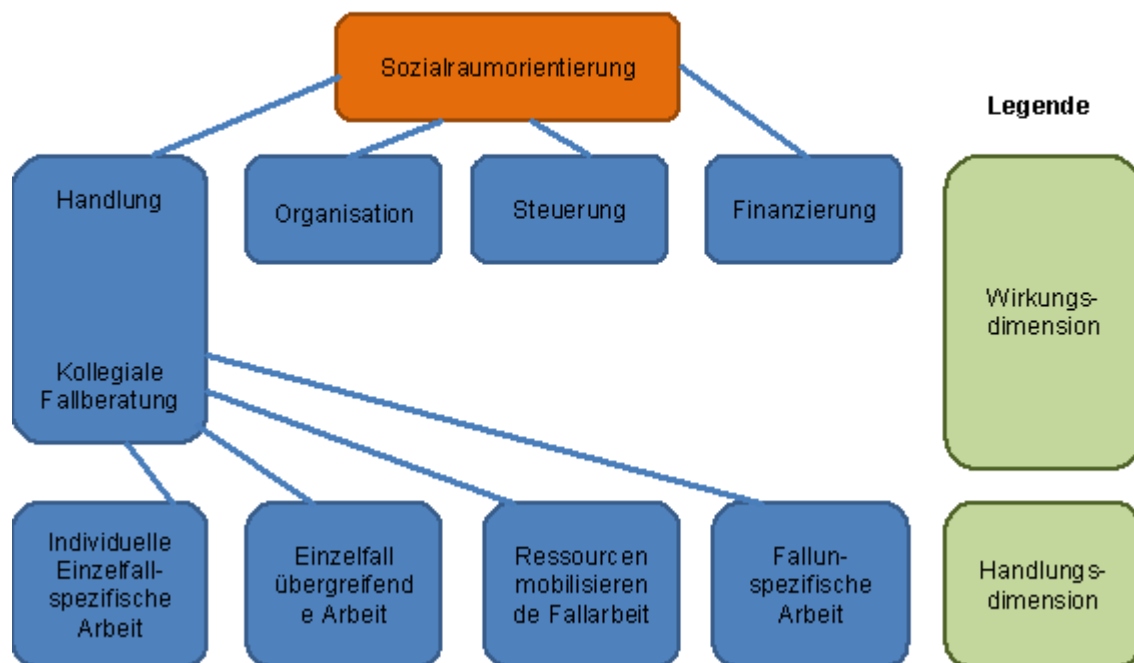 Sozialraumorientierung
Legende
Handlung
Organisation
Steuerung
Finanzierung
Wirkungs-
dimension
Kollegiale
Fallberatung
Individuelle
Einzelfall-
spezifische
Arbeit
Einzelfall
übergreifend
e Arbeit
Ressourcen
mobilisieren
de Fallarbeit
Fallun-
spezifische
Arbeit
Handlungs-
dimension